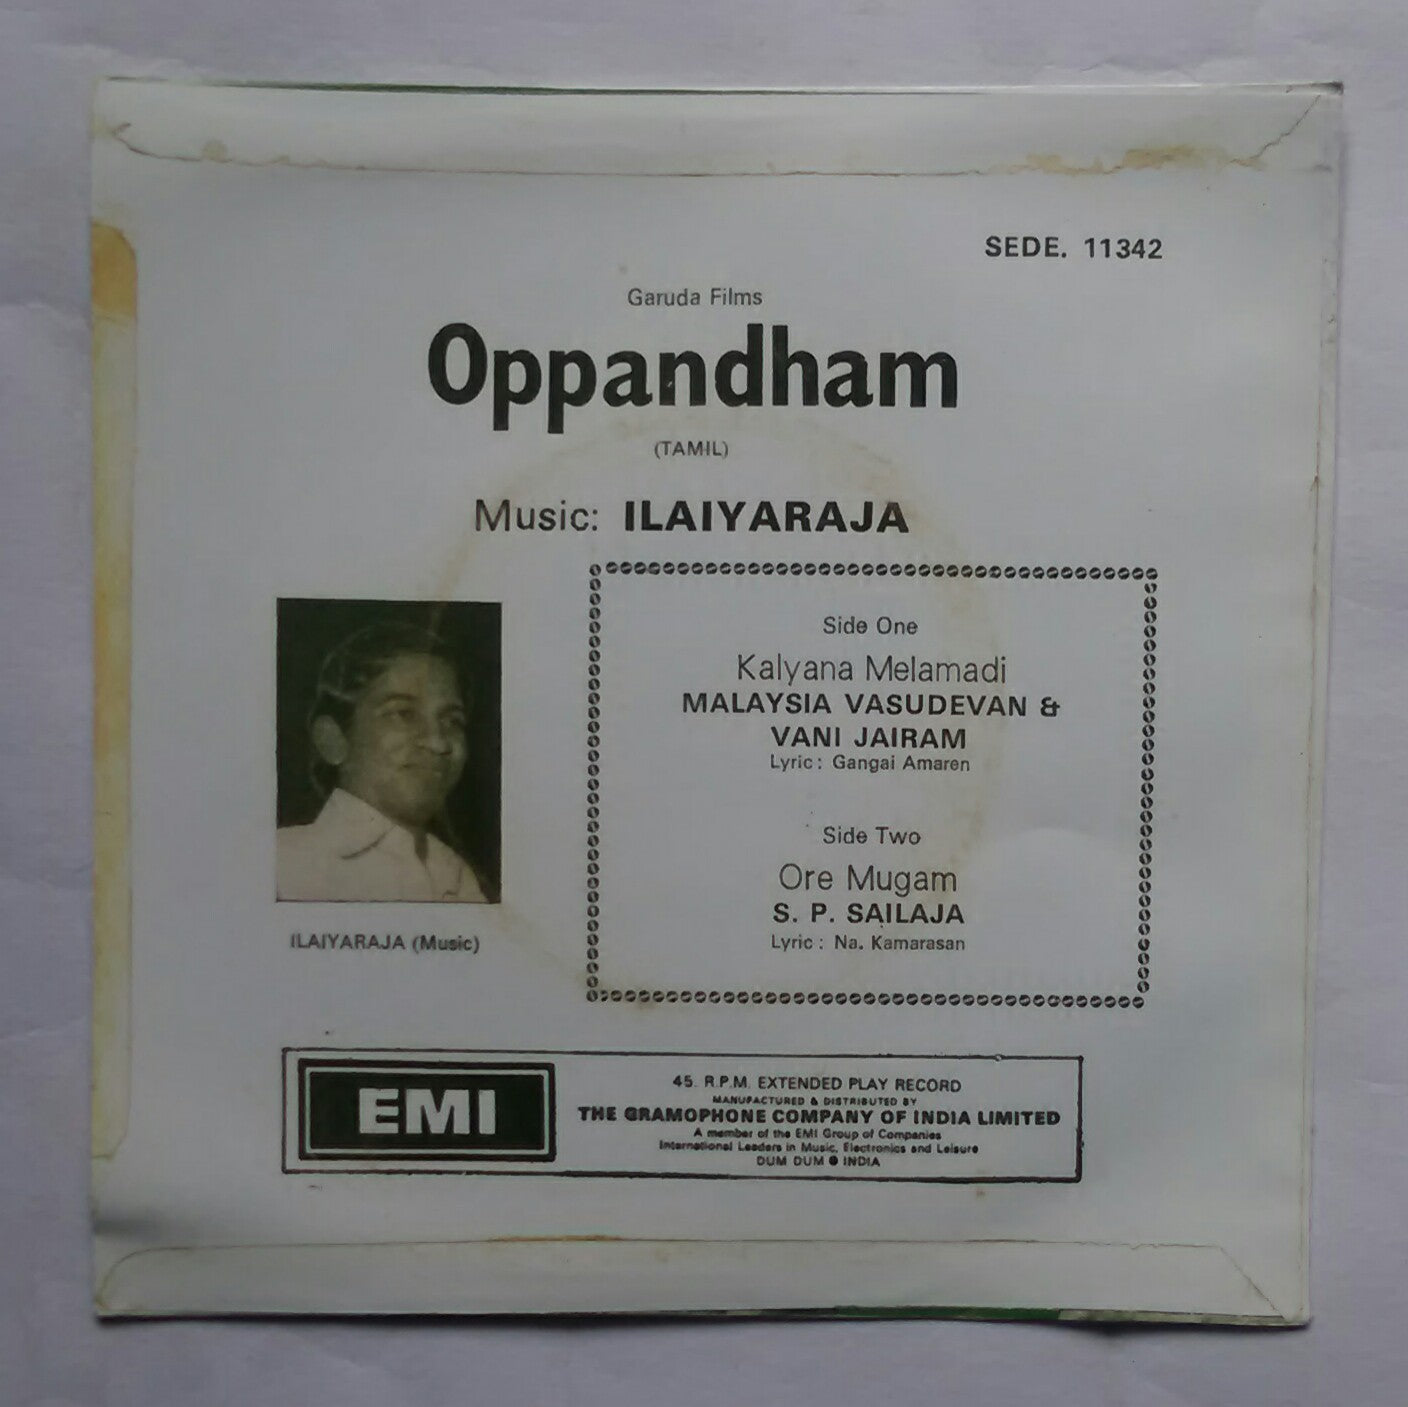 SEDE. 11342
Garuda Films
Oppandham
(TAMIL)
Music: ILAIYARAJA
Side One
Kalyana Melamadi
MALAYSIA VASUDEVAN &
VANI JAIRAM
Lyric : Gangai Amaren
Side Two
Ore Mugam
S. P. SAILAJA
Lyric : Na. Kamarasan
ILAIYARAJA (Music)
EMI
45. R.P.M. EXTENDED PLAY RECORD
MANUFACTURED & DISTRIBUTED BY
THE GRAMOPHONE COMPANY OF INDIA LIMITED
A member of the EMI Group of Companies
International Leaders in Music, Electronics and Leisure
DUM DUM ● INDIA